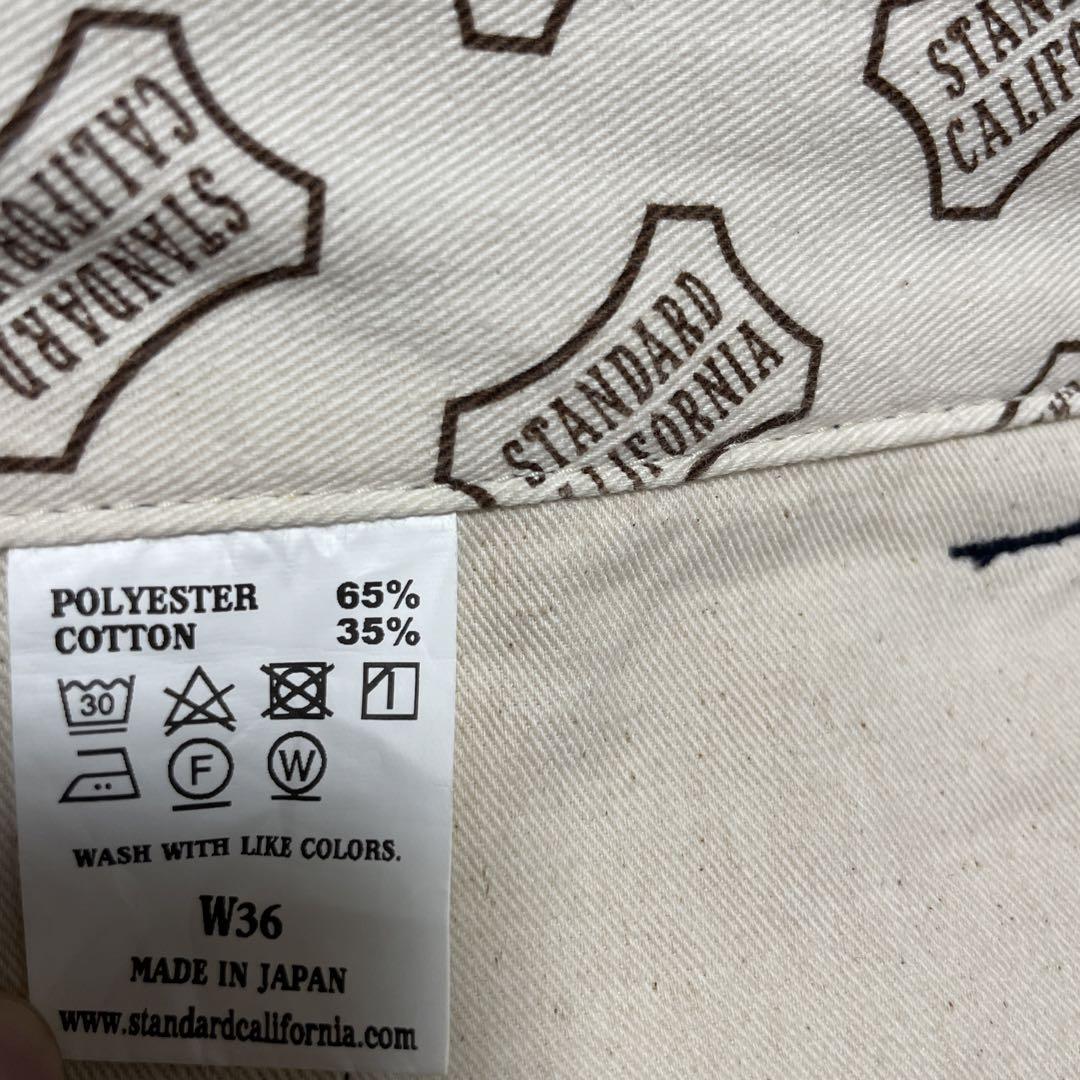 STANDARD
CALIFORNIA
STANDARD
STANDARD
CALIFORNIA
POLYESTER 65%
COTTON 35%
30
F
W
WASH WITH LIKE COLORS.
W36
MADE IN JAPAN
www.standardcalifornia.com